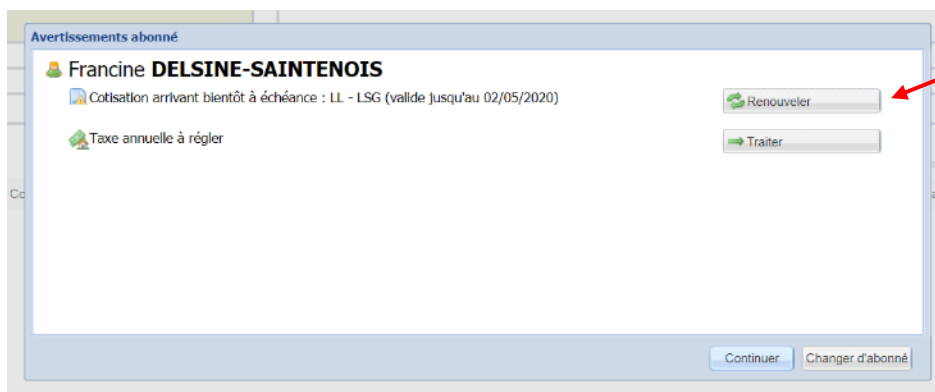 Avertissements abonné
Francine DELSINE-SAINTENOIS
Cotisation arrivant bientôt à échéance : LL - LSG (valide jusqu'au 02/05/2020)
Renouveler
Taxe annuelle à régler
Traiter
Co
Continuer
Changer d'abonné